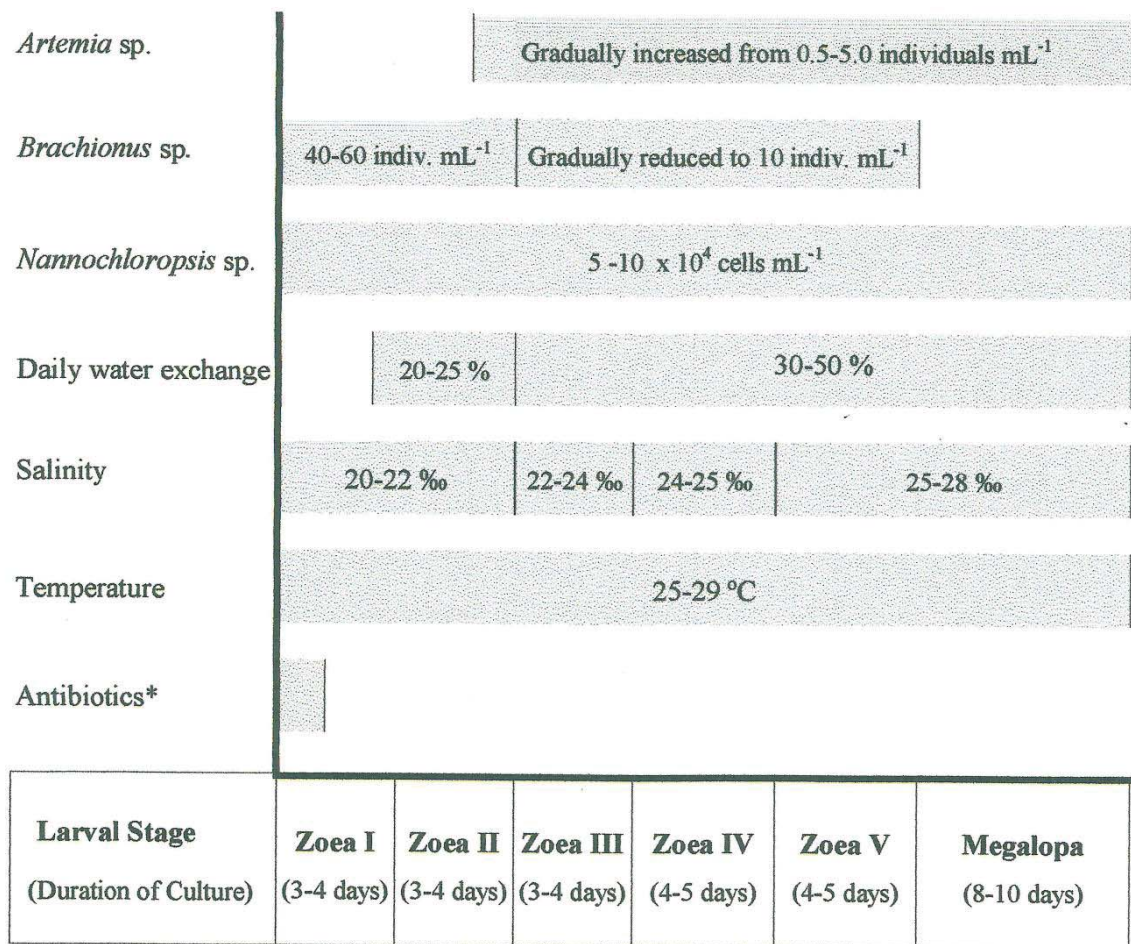 Artemia sp.
Gradually increased from 0.5-5.0 individuals mL⁻¹
Brachionus sp.
40-60 indiv. mL⁻¹
Gradually reduced to 10 indiv. mL⁻¹
Nannochloropsis sp.
5 -10 x 10⁴ cells mL⁻¹
Daily water exchange
20-25 %
30-50 %
Salinity
20-22 ‰
22-24 ‰
24-25 ‰
25-28 ‰
Temperature
25-29 ºC
Antibiotics*
Larval Stage
(Duration of Culture)
Zoea I
(3-4 days)
Zoea II
(3-4 days)
Zoea III
(3-4 days)
Zoea IV
(4-5 days)
Zoea V
(4-5 days)
Megalopa
(8-10 days)